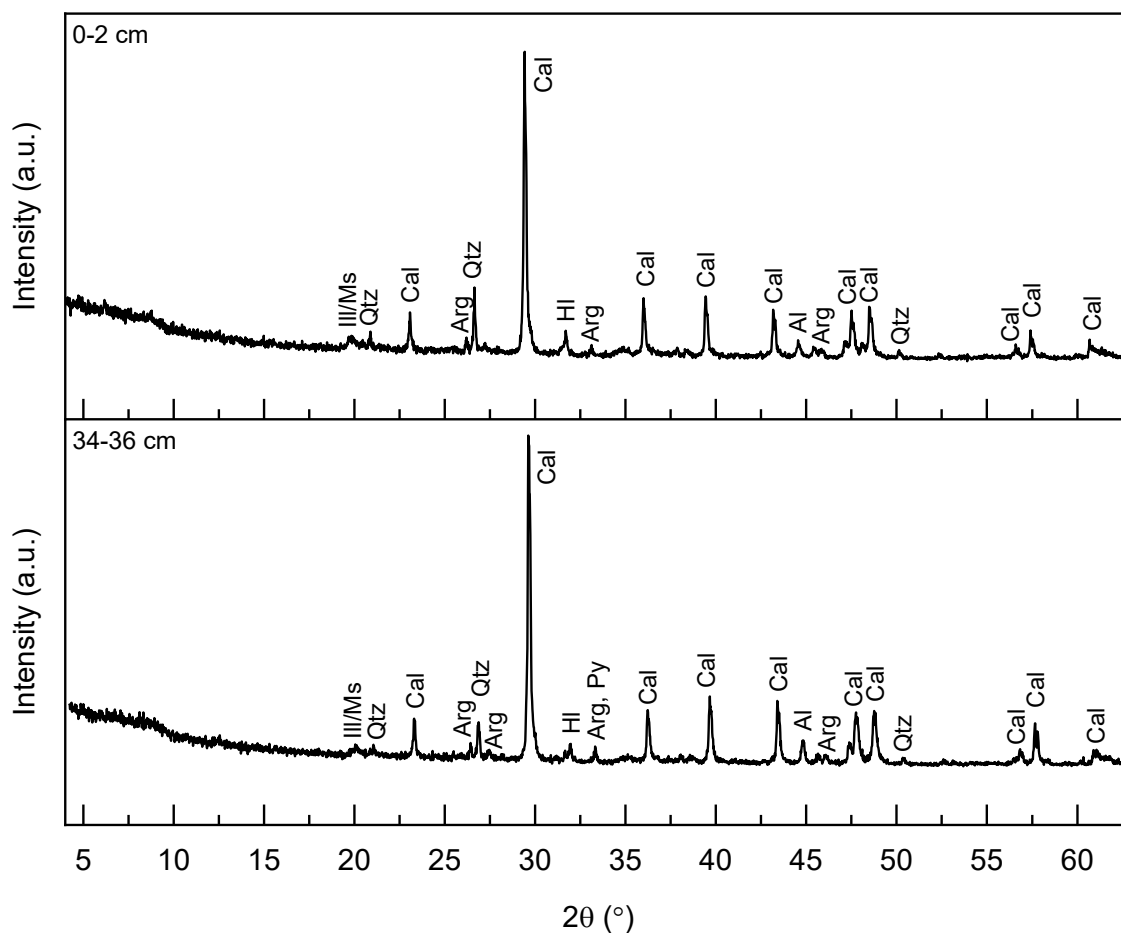 0-2 cm
Intensity (a.u.)
Ill/Ms
Qtz
Cal
Arg
Qtz
Cal
Hl
Arg
Cal
Cal
Cal
Al
Arg
Cal
Cal
Qtz
Cal
Cal
Cal
34-36 cm
Intensity (a.u.)
Ill/Ms
Qtz
Cal
Arg
Qtz
Arg
Cal
Hl
Arg, Py
Cal
Cal
Cal
Al
Arg
Cal
Cal
Qtz
Cal
Cal
Cal
5 10 15 20 25 30 35 40 45 50 55 60
2θ (°)